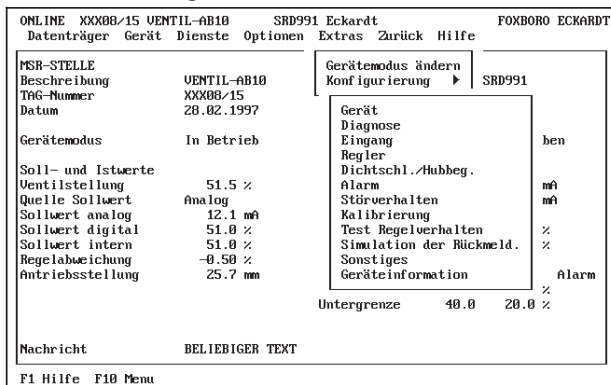 ONLINE XXX08/15 VENTIL-AB10 SRD991 Eckardt FOXBORO ECKARDT
Datenträger Gerät Dienste Optionen Extras Zurück Hilfe
MSR-STELLE Gerätemodus ändern
Beschreibung VENTIL-AB10 Konfigurierung ▶ SRD991
TAG-Nummer XXX08/15
Datum 28.02.1997 Gerät
Diagnose
Gerätemodus In Betrieb Eingang ben
Regler
Soll- und Istwerte Dichtschl./Hubbeg.
Ventilstellung 51.5 % Alarm mA
Quelle Sollwert Analog Störverhalten mA
Sollwert analog 12.1 mA Kalibrierung
Sollwert digital 51.0 % Test Regelverhalten %
Sollwert intern 51.0 % Simulation der Rückmeld. %
Regelabweichung -0.50 % Sonstiges
Antriebsstellung 25.7 mm Geräteinformation Alarm
%
Untergrenze 40.0 20.0 %
Nachricht BELIEBIGER TEXT
F1 Hilfe F10 Menu